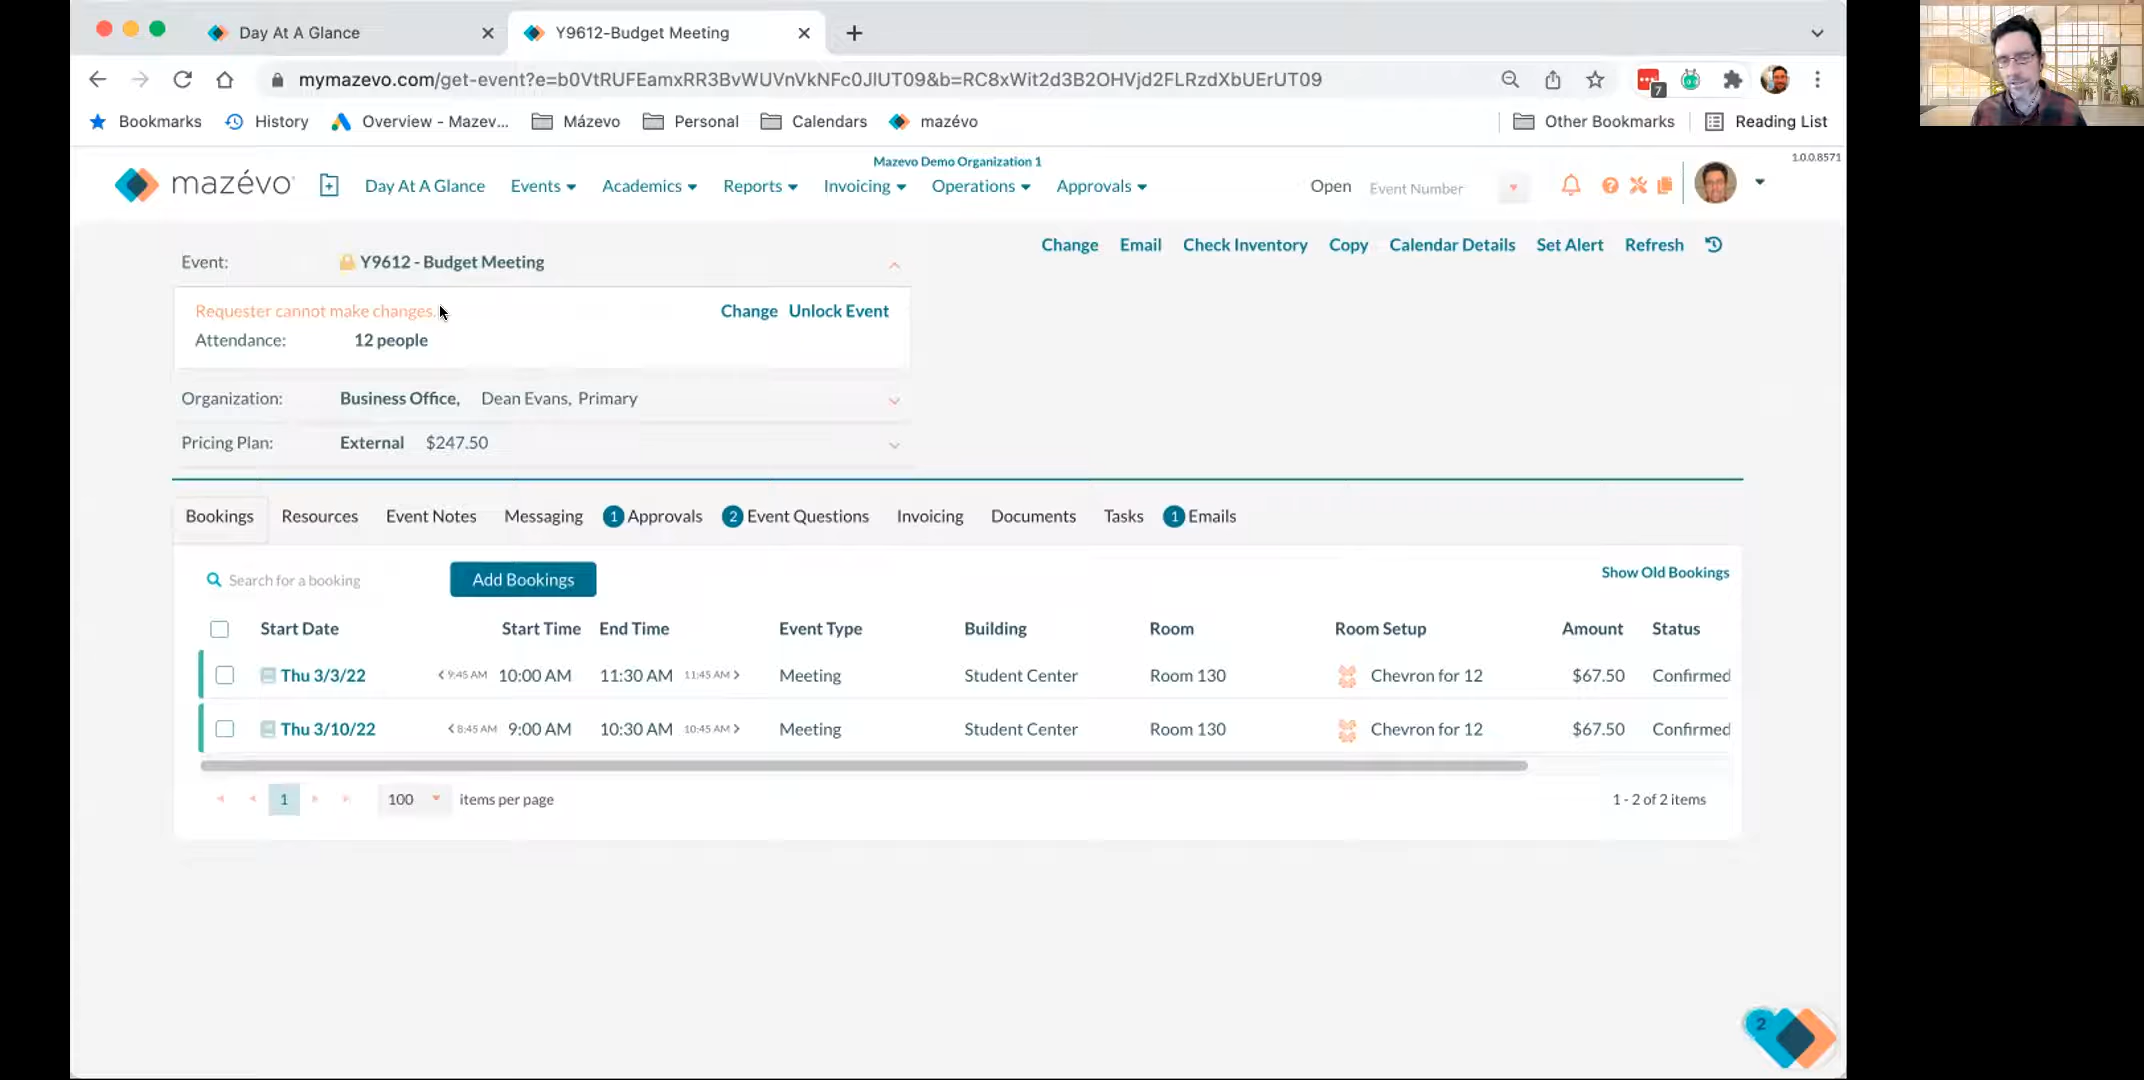 Day At A Glance
Y9612-Budget Meeting
mymazevo.com/get-event?e=b0VtRUFEamxRR3BvWUVnVkNFc0JIUT09&b=RC8xWit2d3B2OHVjd2FLRzdXbUErUT09
7
Bookmarks History Overview - Mazev... Mázevo Personal Calendars mazévo Other Bookmarks Reading List
Mazevo Demo Organization 1
1.0.0.8571
mazévo Day At A Glance Events Academics Reports Invoicing Operations Approvals Open Event Number
Change Email Check Inventory Copy Calendar Details Set Alert Refresh
Event: Y9612 - Budget Meeting
Requester cannot make changes. Change Unlock Event
Attendance: 12 people
Organization: Business Office, Dean Evans, Primary
Pricing Plan: External $247.50
Bookings Resources Event Notes Messaging 1 Approvals 2 Event Questions Invoicing Documents Tasks 1 Emails
Search for a booking Add Bookings Show Old Bookings
Start Date Start Time End Time Event Type Building Room Room Setup Amount Status
Thu 3/3/22 9:45 AM 10:00 AM 11:30 AM 11:45 AM Meeting Student Center Room 130 Chevron for 12 $67.50 Confirmed
Thu 3/10/22 8:45 AM 9:00 AM 10:30 AM 10:45 AM Meeting Student Center Room 130 Chevron for 12 $67.50 Confirmed
1 100 items per page 1 - 2 of 2 items
2